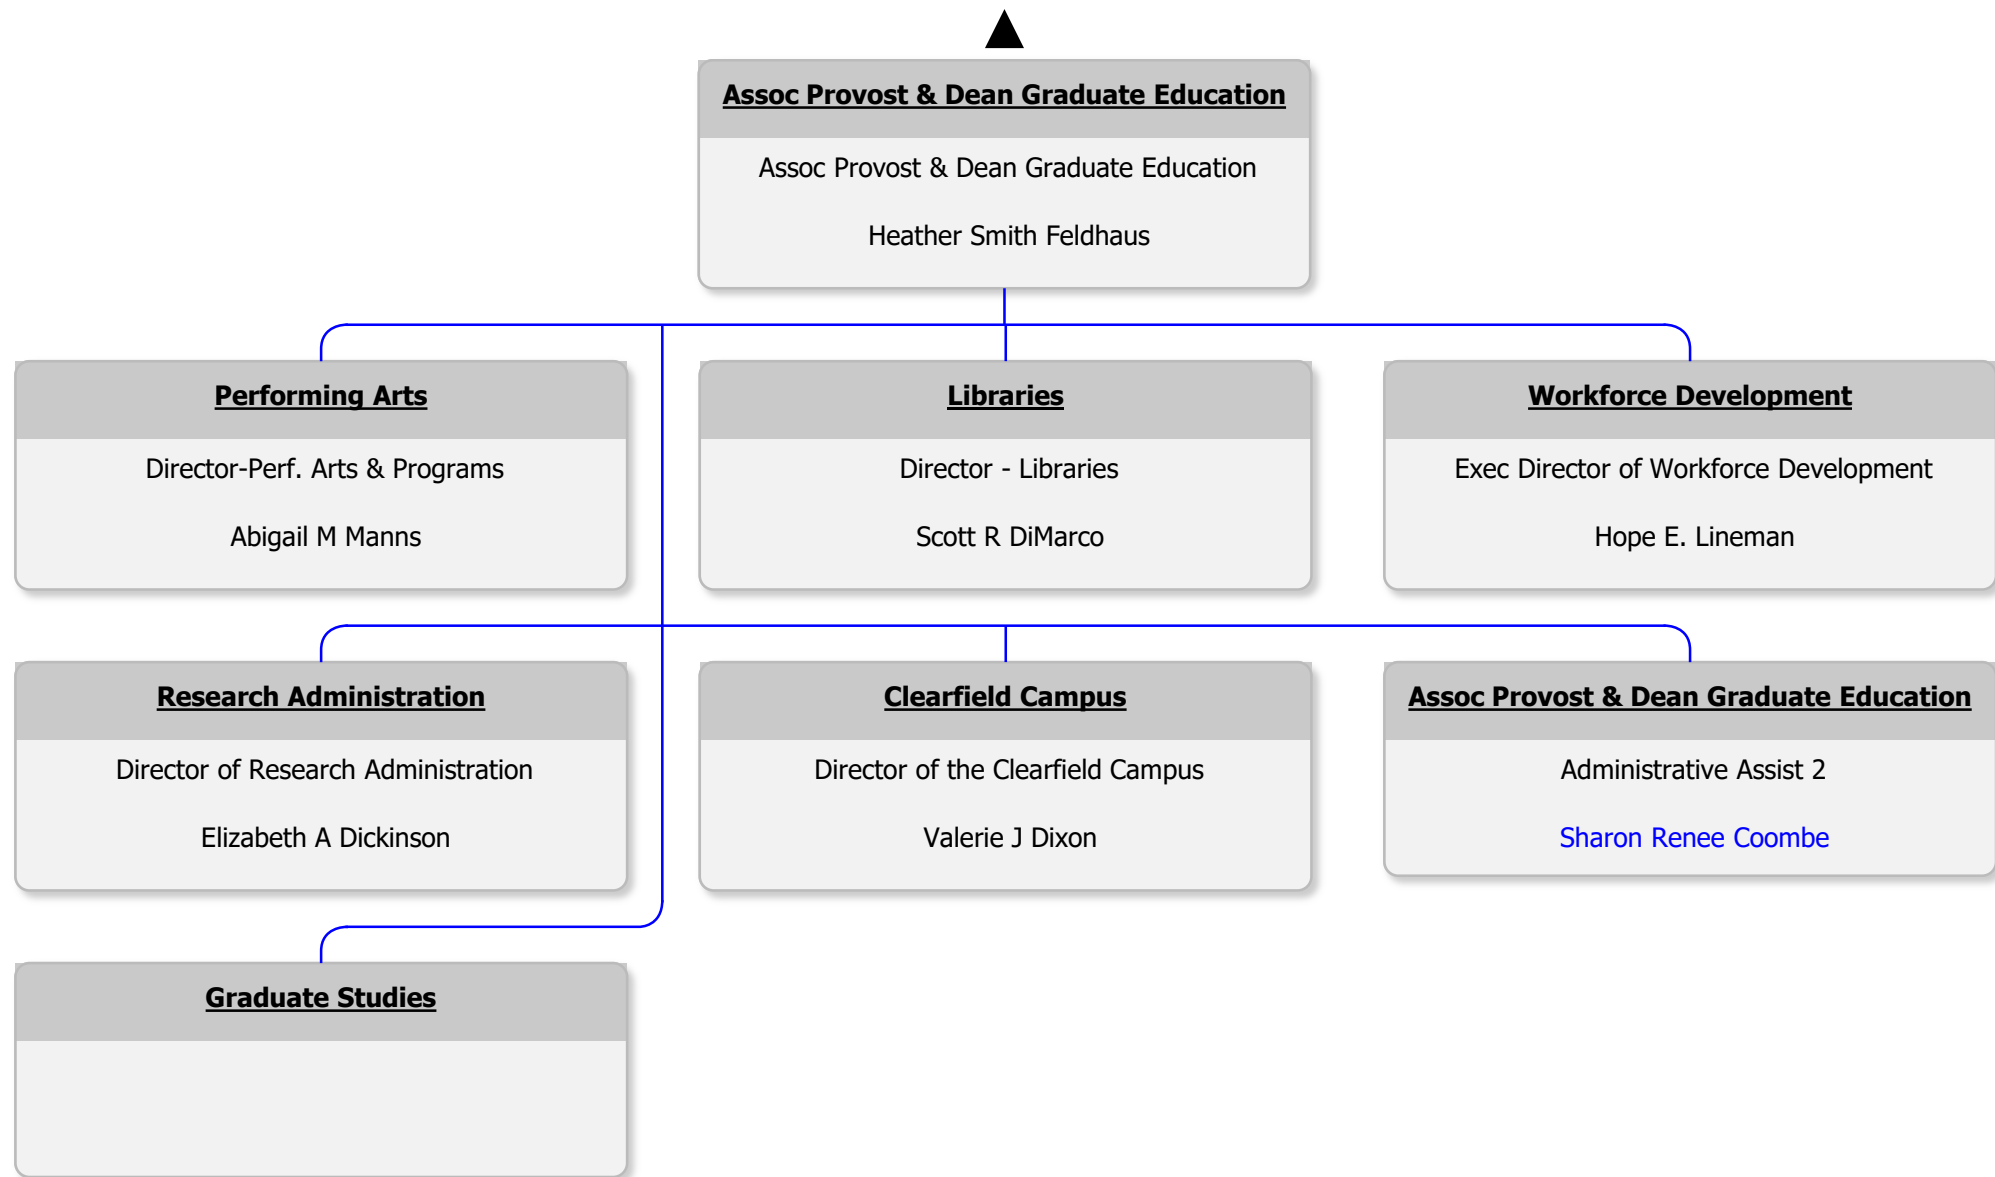 Assoc Provost & Dean Graduate Education
Assoc Provost & Dean Graduate Education
Heather Smith Feldhaus
Performing Arts
Director-Perf. Arts & Programs
Abigail M Manns
Libraries
Director - Libraries
Scott R DiMarco
Workforce Development
Exec Director of Workforce Development
Hope E. Lineman
Research Administration
Director of Research Administration
Elizabeth A Dickinson
Clearfield Campus
Director of the Clearfield Campus
Valerie J Dixon
Assoc Provost & Dean Graduate Education
Administrative Assist 2
Sharon Renee Coombe
Graduate Studies